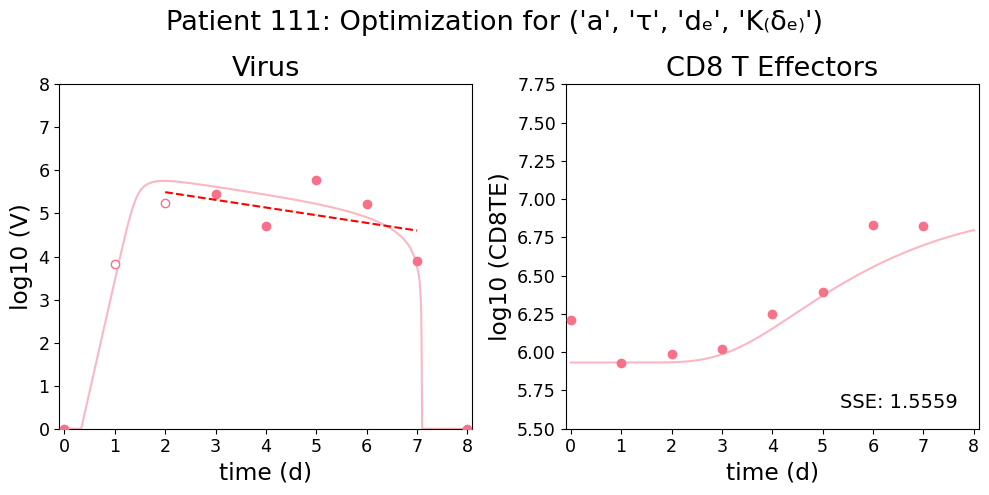 Patient 111: Optimization for ('a', 'τ', 'dₑ', 'K₍δₑ₎')
Virus
CD8 T Effectors
log10 (V)
8
7
6
5
4
3
2
1
0
0 1 2 3 4 5 6 7 8
time (d)
log10 (CD8TE)
7.75
7.50
7.25
7.00
6.75
6.50
6.25
6.00
5.75
5.50
SSE: 1.5559
0 1 2 3 4 5 6 7 8
time (d)